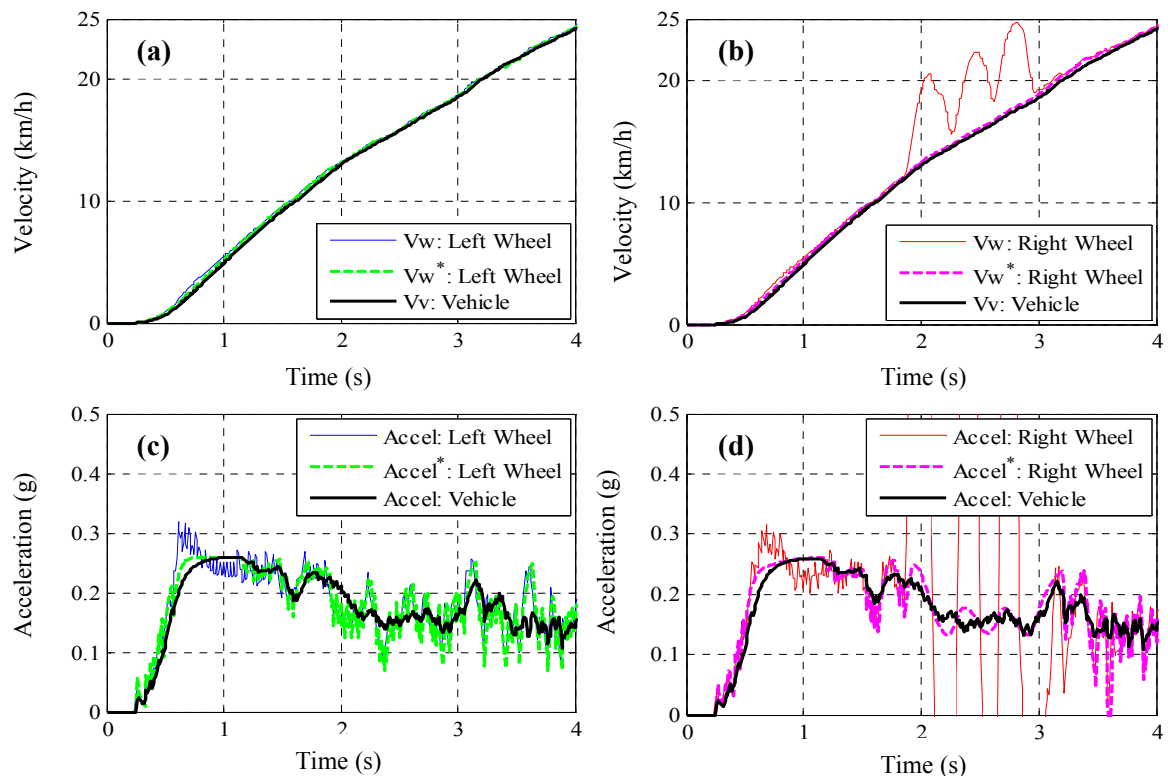 (a)
Velocity (km/h)
25
20
10
0
0 1 2 3 4
Time (s)
Vw: Left Wheel
Vw*: Left Wheel
Vv: Vehicle
(b)
Velocity (km/h)
25
20
10
0
0 1 2 3 4
Time (s)
Vw: Right Wheel
Vw*: Right Wheel
Vv: Vehicle
(c)
Acceleration (g)
0.5
0.4
0.3
0.2
0.1
0
0 1 2 3 4
Time (s)
Accel: Left Wheel
Accel*: Left Wheel
Accel: Vehicle
(d)
Acceleration (g)
0.5
0.4
0.3
0.2
0.1
0
0 1 2 3 4
Time (s)
Accel: Right Wheel
Accel*: Right Wheel
Accel: Vehicle